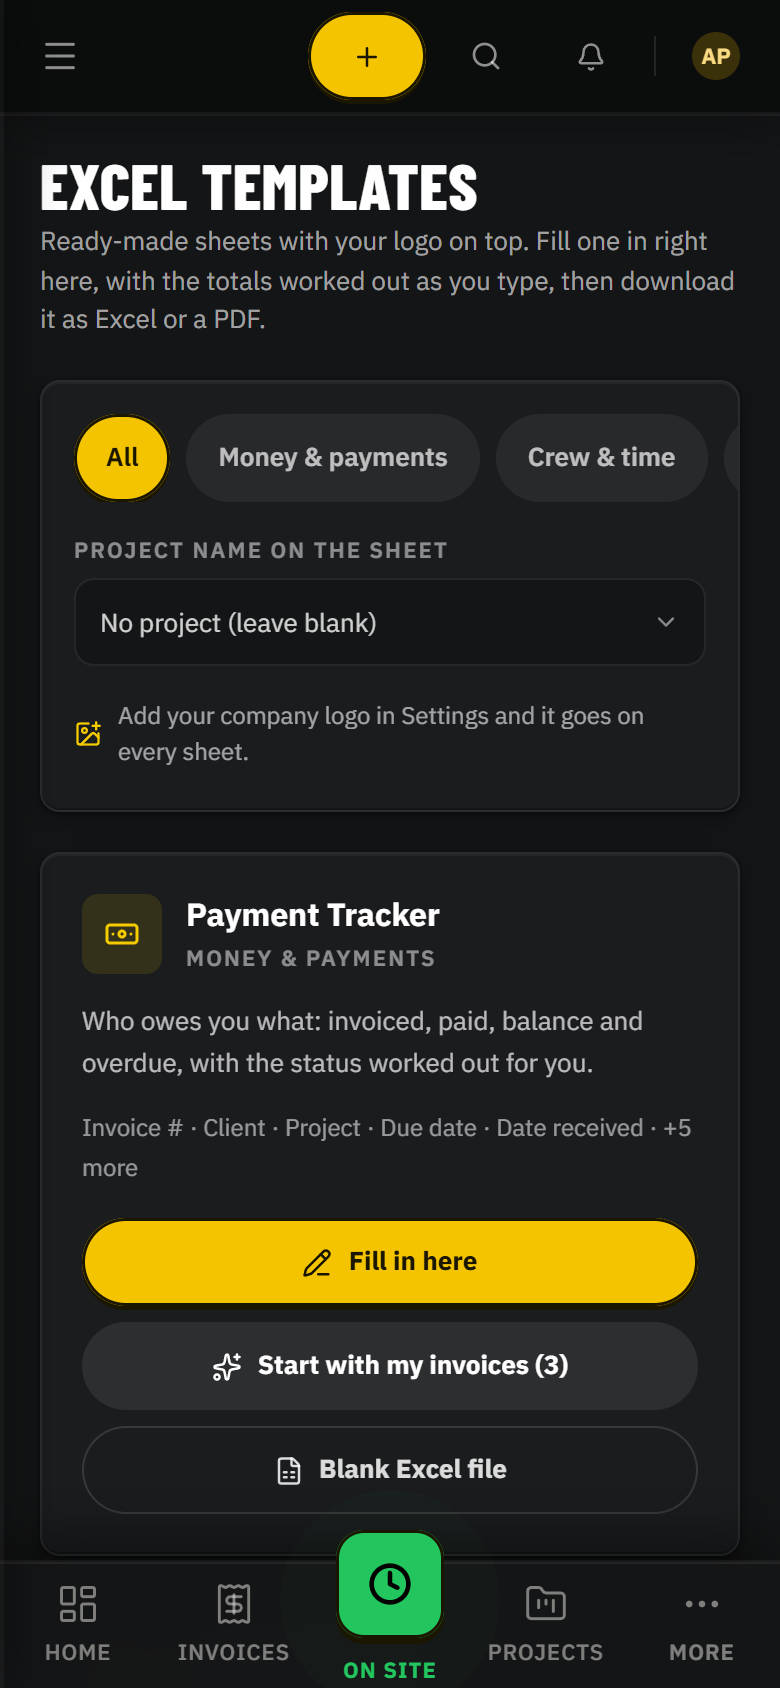 AP
EXCEL TEMPLATES
Ready-made sheets with your logo on top. Fill one in right
here, with the totals worked out as you type, then download
it as Excel or a PDF.
All
Money & payments
Crew & time
PROJECT NAME ON THE SHEET
No project (leave blank)
Add your company logo in Settings and it goes on
every sheet.
Payment Tracker
MONEY & PAYMENTS
Who owes you what: invoiced, paid, balance and
overdue, with the status worked out for you.
Invoice # · Client · Project · Due date · Date received · +5
more
Fill in here
Start with my invoices (3)
Blank Excel file
HOME
INVOICES
ON SITE
PROJECTS
MORE